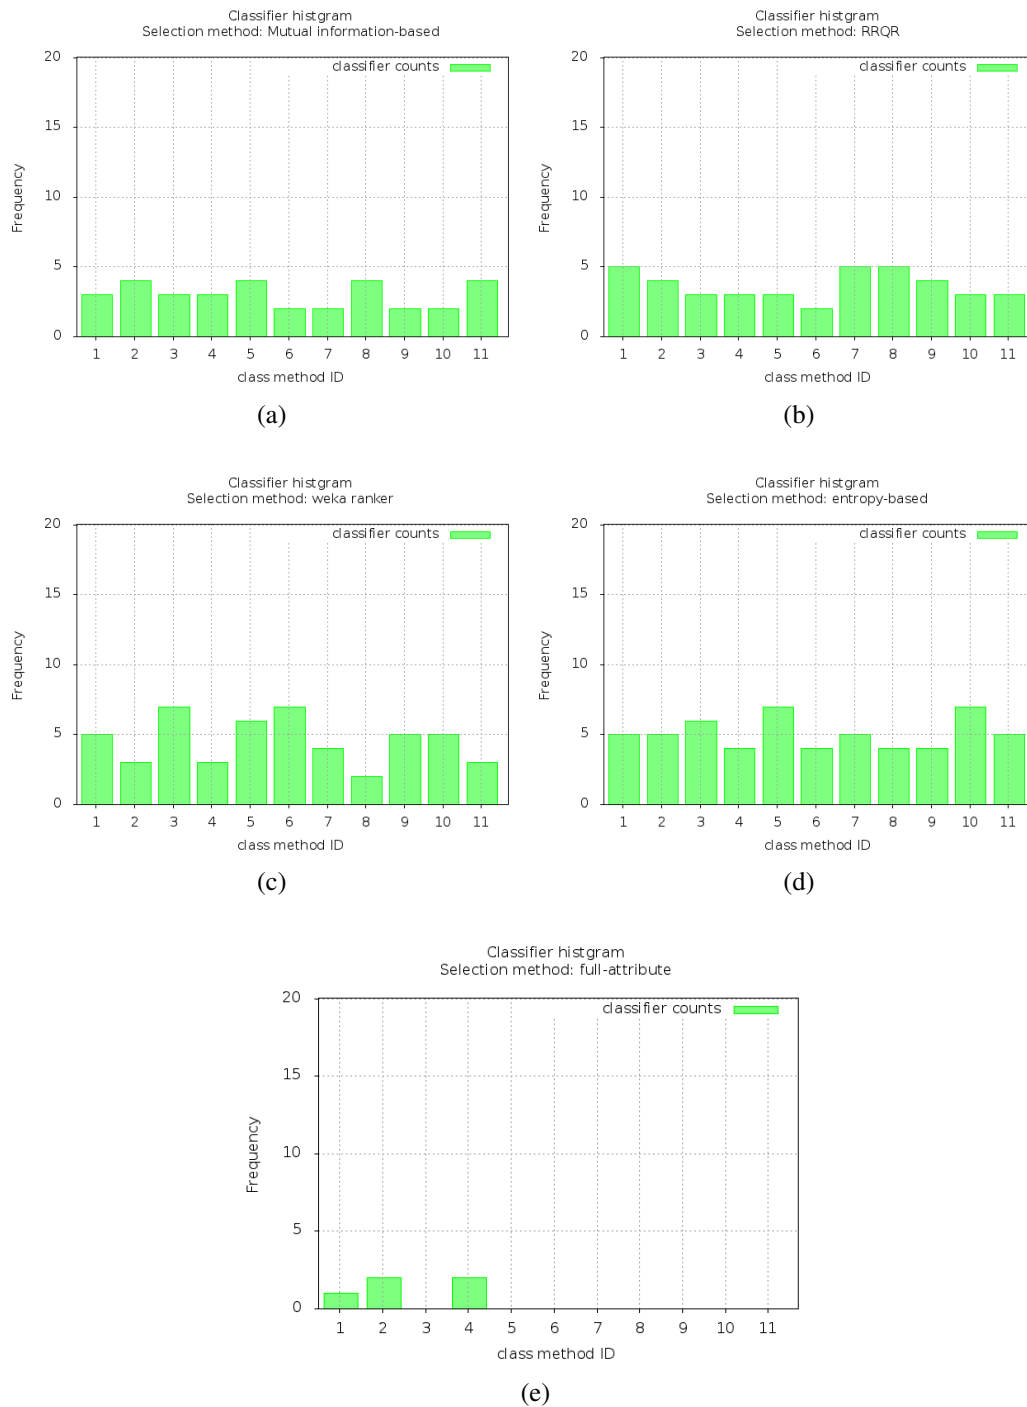 Classifier histgram
Selection method: Mutual information-based
classifier counts
20
15
10
5
0
Frequency
1 2 3 4 5 6 7 8 9 10 11
class method ID
(a)
Classifier histgram
Selection method: RRQR
classifier counts
20
15
10
5
0
Frequency
1 2 3 4 5 6 7 8 9 10 11
class method ID
(b)
Classifier histgram
Selection method: weka ranker
classifier counts
20
15
10
5
0
Frequency
1 2 3 4 5 6 7 8 9 10 11
class method ID
(c)
Classifier histgram
Selection method: entropy-based
classifier counts
20
15
10
5
0
Frequency
1 2 3 4 5 6 7 8 9 10 11
class method ID
(d)
Classifier histgram
Selection method: full-attribute
classifier counts
20
15
10
5
0
Frequency
1 2 3 4 5 6 7 8 9 10 11
class method ID
(e)